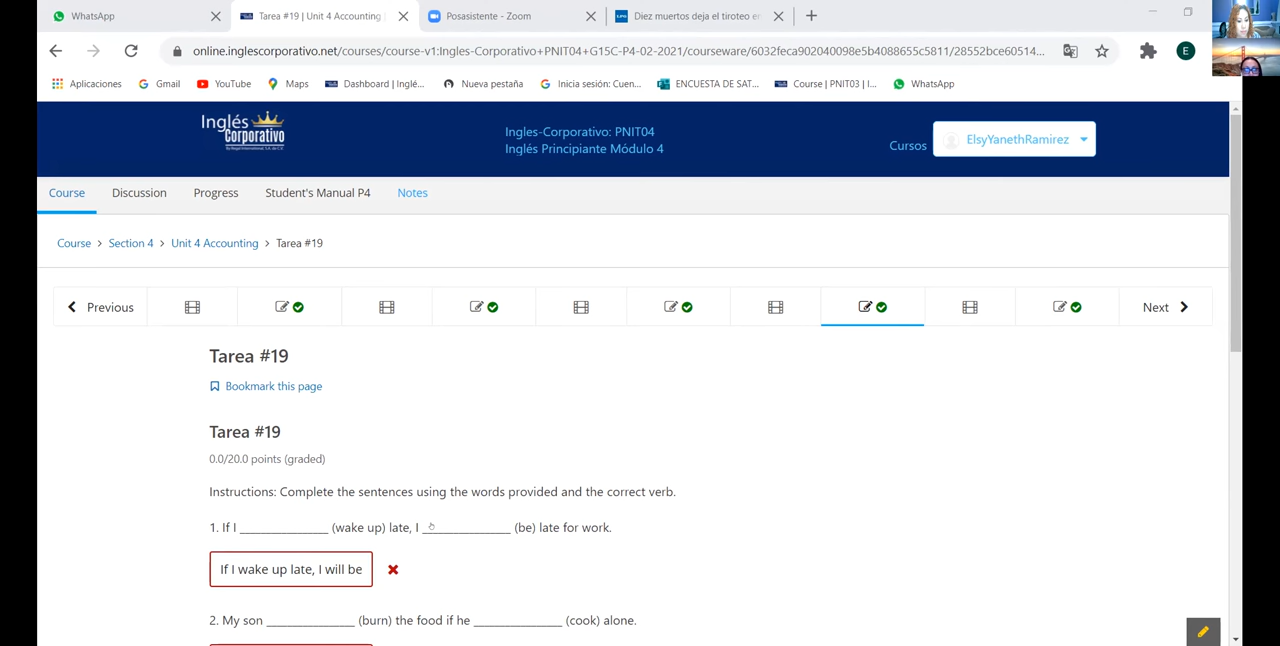 WhatsApp
Tarea #19 | Unit 4 Accounting
Posasistente - Zoom
LPG
Diez muertos deja el tiroteo en
online.inglescorporativo.net/courses/course-v1:Ingles-Corporativo+PNIT04+G15C-P4-02-2021/courseware/6032feca902040098e5b4088655c5811/28552bce60514...
E
Aplicaciones
Gmail
YouTube
Maps
Dashboard | Inglé...
Nueva pestaña
Inicia sesión: Cuen...
ENCUESTA DE SAT...
Course | PNIT03 | I...
WhatsApp
Inglés
Corporativo
Ingles-Corporativo: PNIT04
Inglés Principiante Módulo 4
Cursos
ElsyYanethRamirez
Course
Discussion
Progress
Student's Manual P4
Notes
Course > Section 4 > Unit 4 Accounting > Tarea #19
Previous
Next
Tarea #19
Bookmark this page
Tarea #19
0.0/20.0 points (graded)
Instructions: Complete the sentences using the words provided and the correct verb.
1. If I _______________ (wake up) late, I _______________ (be) late for work.
If I wake up late, I will be
2. My son _______________ (burn) the food if he _______________ (cook) alone.